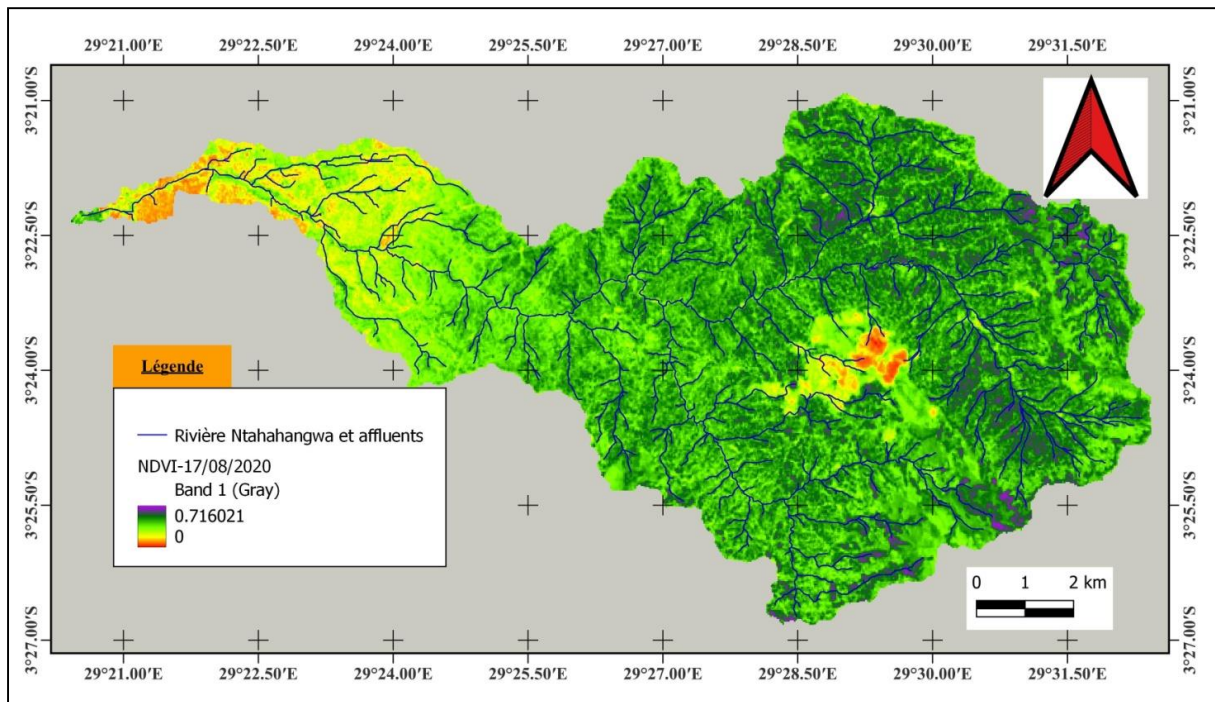 29°21.00'E 29°22.50'E 29°24.00'E 29°25.50'E 29°27.00'E 29°28.50'E 29°30.00'E 29°31.50'E
3°21.00'S
3°22.50'S
3°24.00'S
3°25.50'S
3°27.00'S
3°21.00'S
3°22.50'S
3°24.00'S
3°25.50'S
3°27.00'S
Légende
Rivière Ntahahangwa et affluents
NDVI-17/08/2020
Band 1 (Gray)
0.716021
0
0 1 2 km
29°21.00'E 29°22.50'E 29°24.00'E 29°25.50'E 29°27.00'E 29°28.50'E 29°30.00'E 29°31.50'E